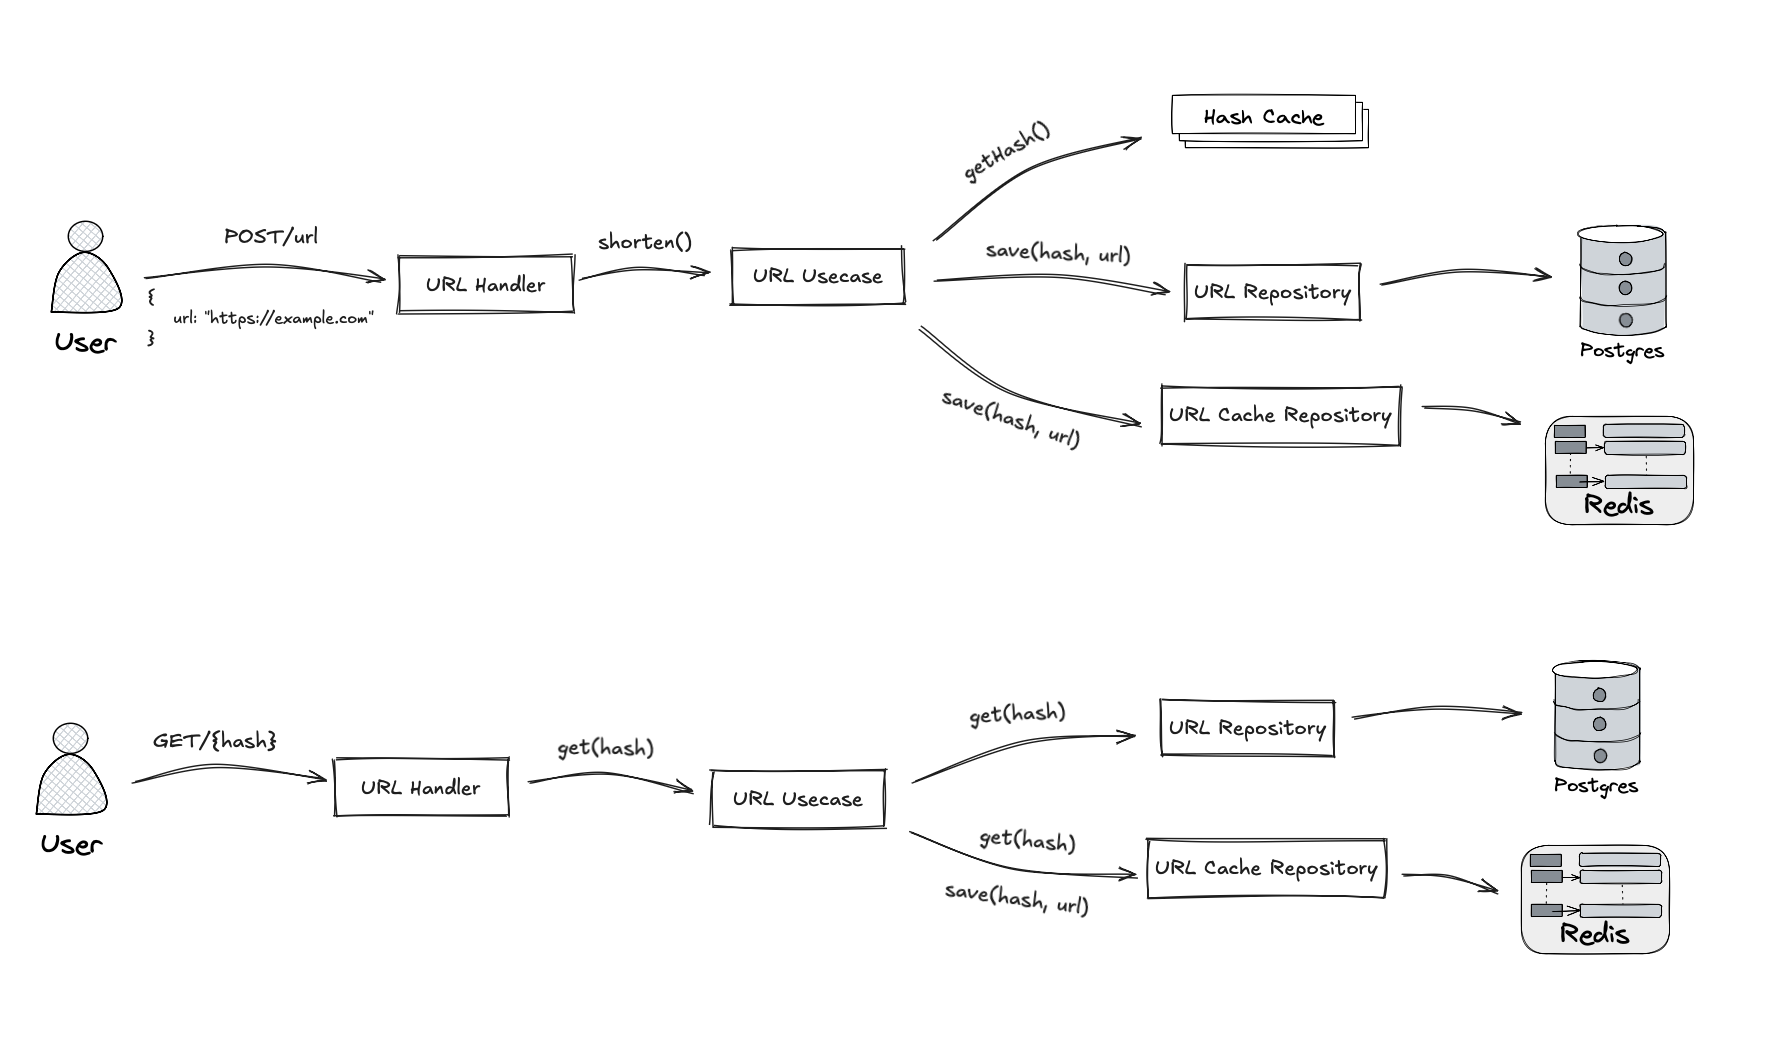 Hash Cache
getHash()
POST/url
shorten()
save(hash, url)
URL Handler
URL Usecase
URL Repository
{
url: "https://example.com"
}
User
Postgres
save(hash, url)
URL Cache Repository
Redis
GET/{hash}
get(hash)
get(hash)
URL Handler
URL Usecase
URL Repository
User
Postgres
get(hash)
save(hash, url)
URL Cache Repository
Redis